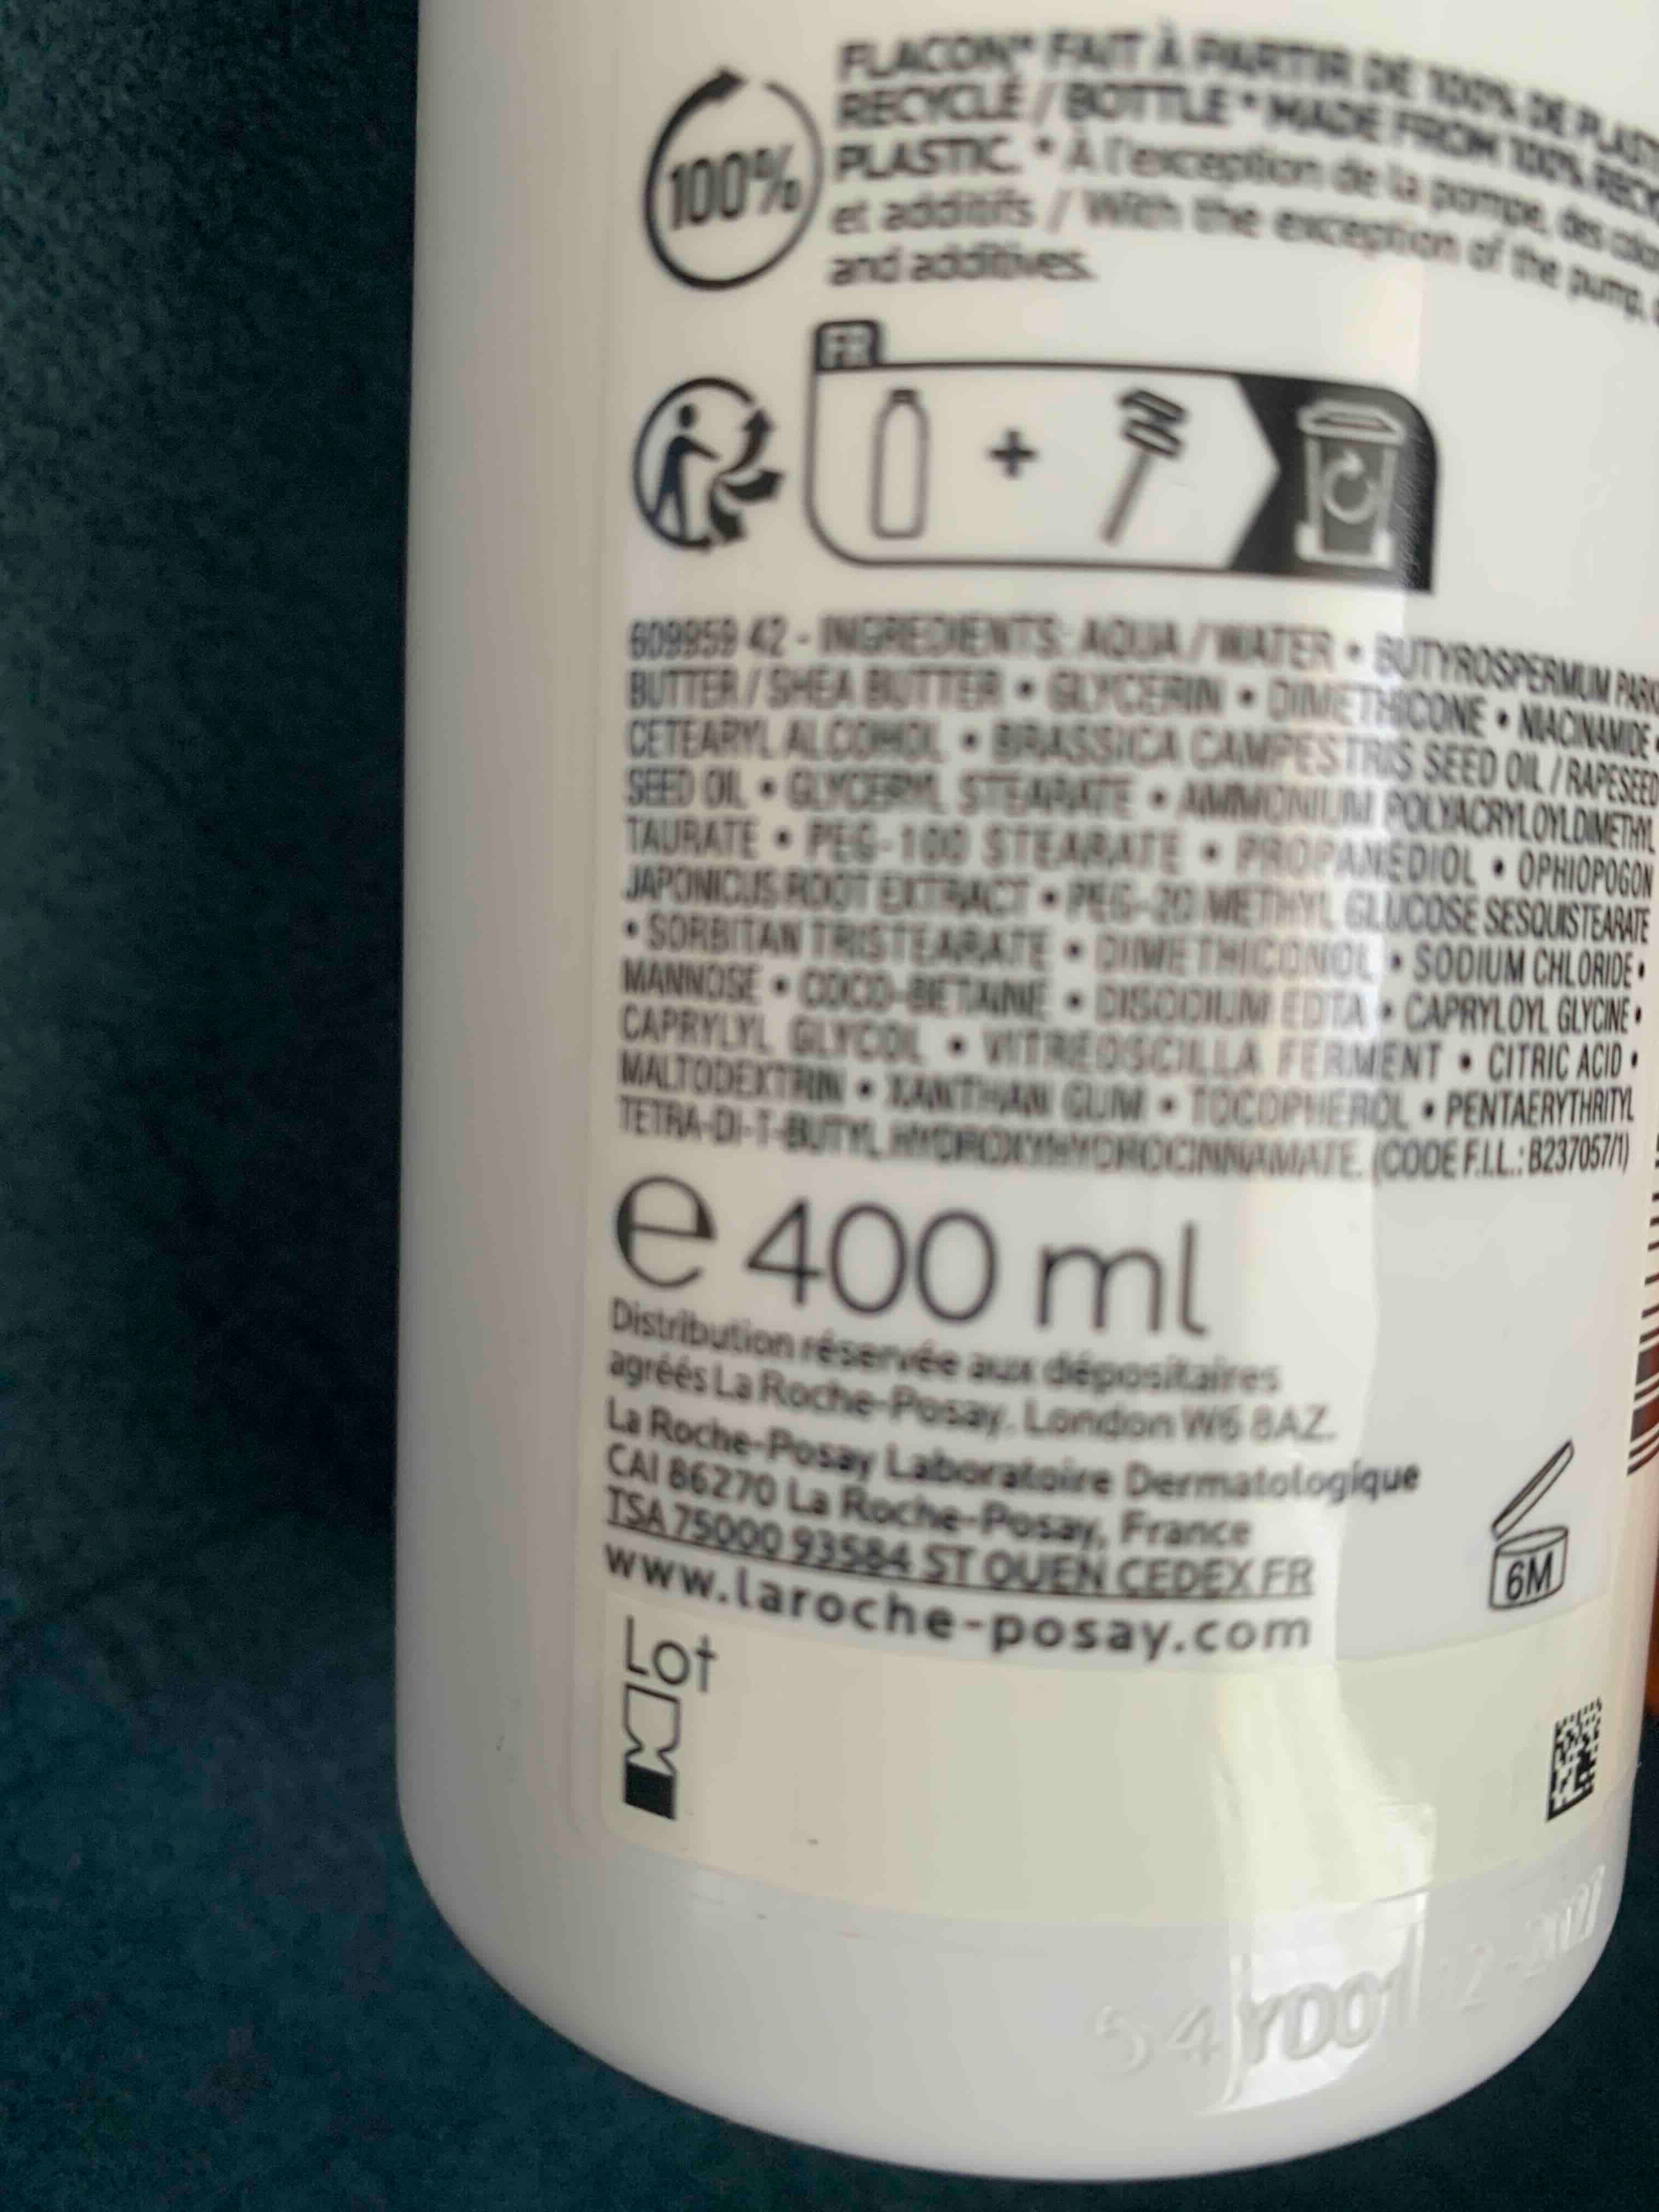 FLACON* FAIT À PARTIR DE 100% DE PLAST
RECYCLÉ / BOTTLE * MADE FROM 100% RECY
100%
PLASTIC. * À l'exception de la pompe, des colo
et additifs / With the exception of the pump,
and additives.
FR
+
609959 42 - INGREDIENTS: AQUA / WATER • BUTYROSPERMUM PARK
BUTTER / SHEA BUTTER • GLYCERIN • DIMETHICONE • NIACINAMIDE •
CETEARYL ALCOHOL • BRASSICA CAMPESTRIS SEED OIL / RAPESEED
SEED OIL • GLYCERYL STEARATE • AMMONIUM POLYACRYLOYLDIMETHYL
TAURATE • PEG-100 STEARATE • PROPANEDIOL • OPHIOPOGON
JAPONICUS ROOT EXTRACT • PEG-20 METHYL GLUCOSE SESQUISTEARATE
• SORBITAN TRISTEARATE • DIMETHICONOL • SODIUM CHLORIDE •
MANNOSE • COCO-BETAINE • DISODIUM EDTA • CAPRYLOYL GLYCINE •
CAPRYLYL GLYCOL • VITREOSCILLA FERMENT • CITRIC ACID •
MALTODEXTRIN • XANTHAN GUM • TOCOPHEROL • PENTAERYTHRITYL
TETRA-DI-T-BUTYL HYDROXYHYDROCINNAMATE. (CODE F.I.L.: B237057/1)
e 400 ml
Distribution réservée aux dépositaires
agréés La Roche-Posay. London W6 8AZ.
La Roche-Posay Laboratoire Dermatologique
CAI 86270 La Roche-Posay, France
TSA 75000 93584 ST OUEN CEDEX FR
www.laroche-posay.com
6M
Lot
54YD01 12-2027